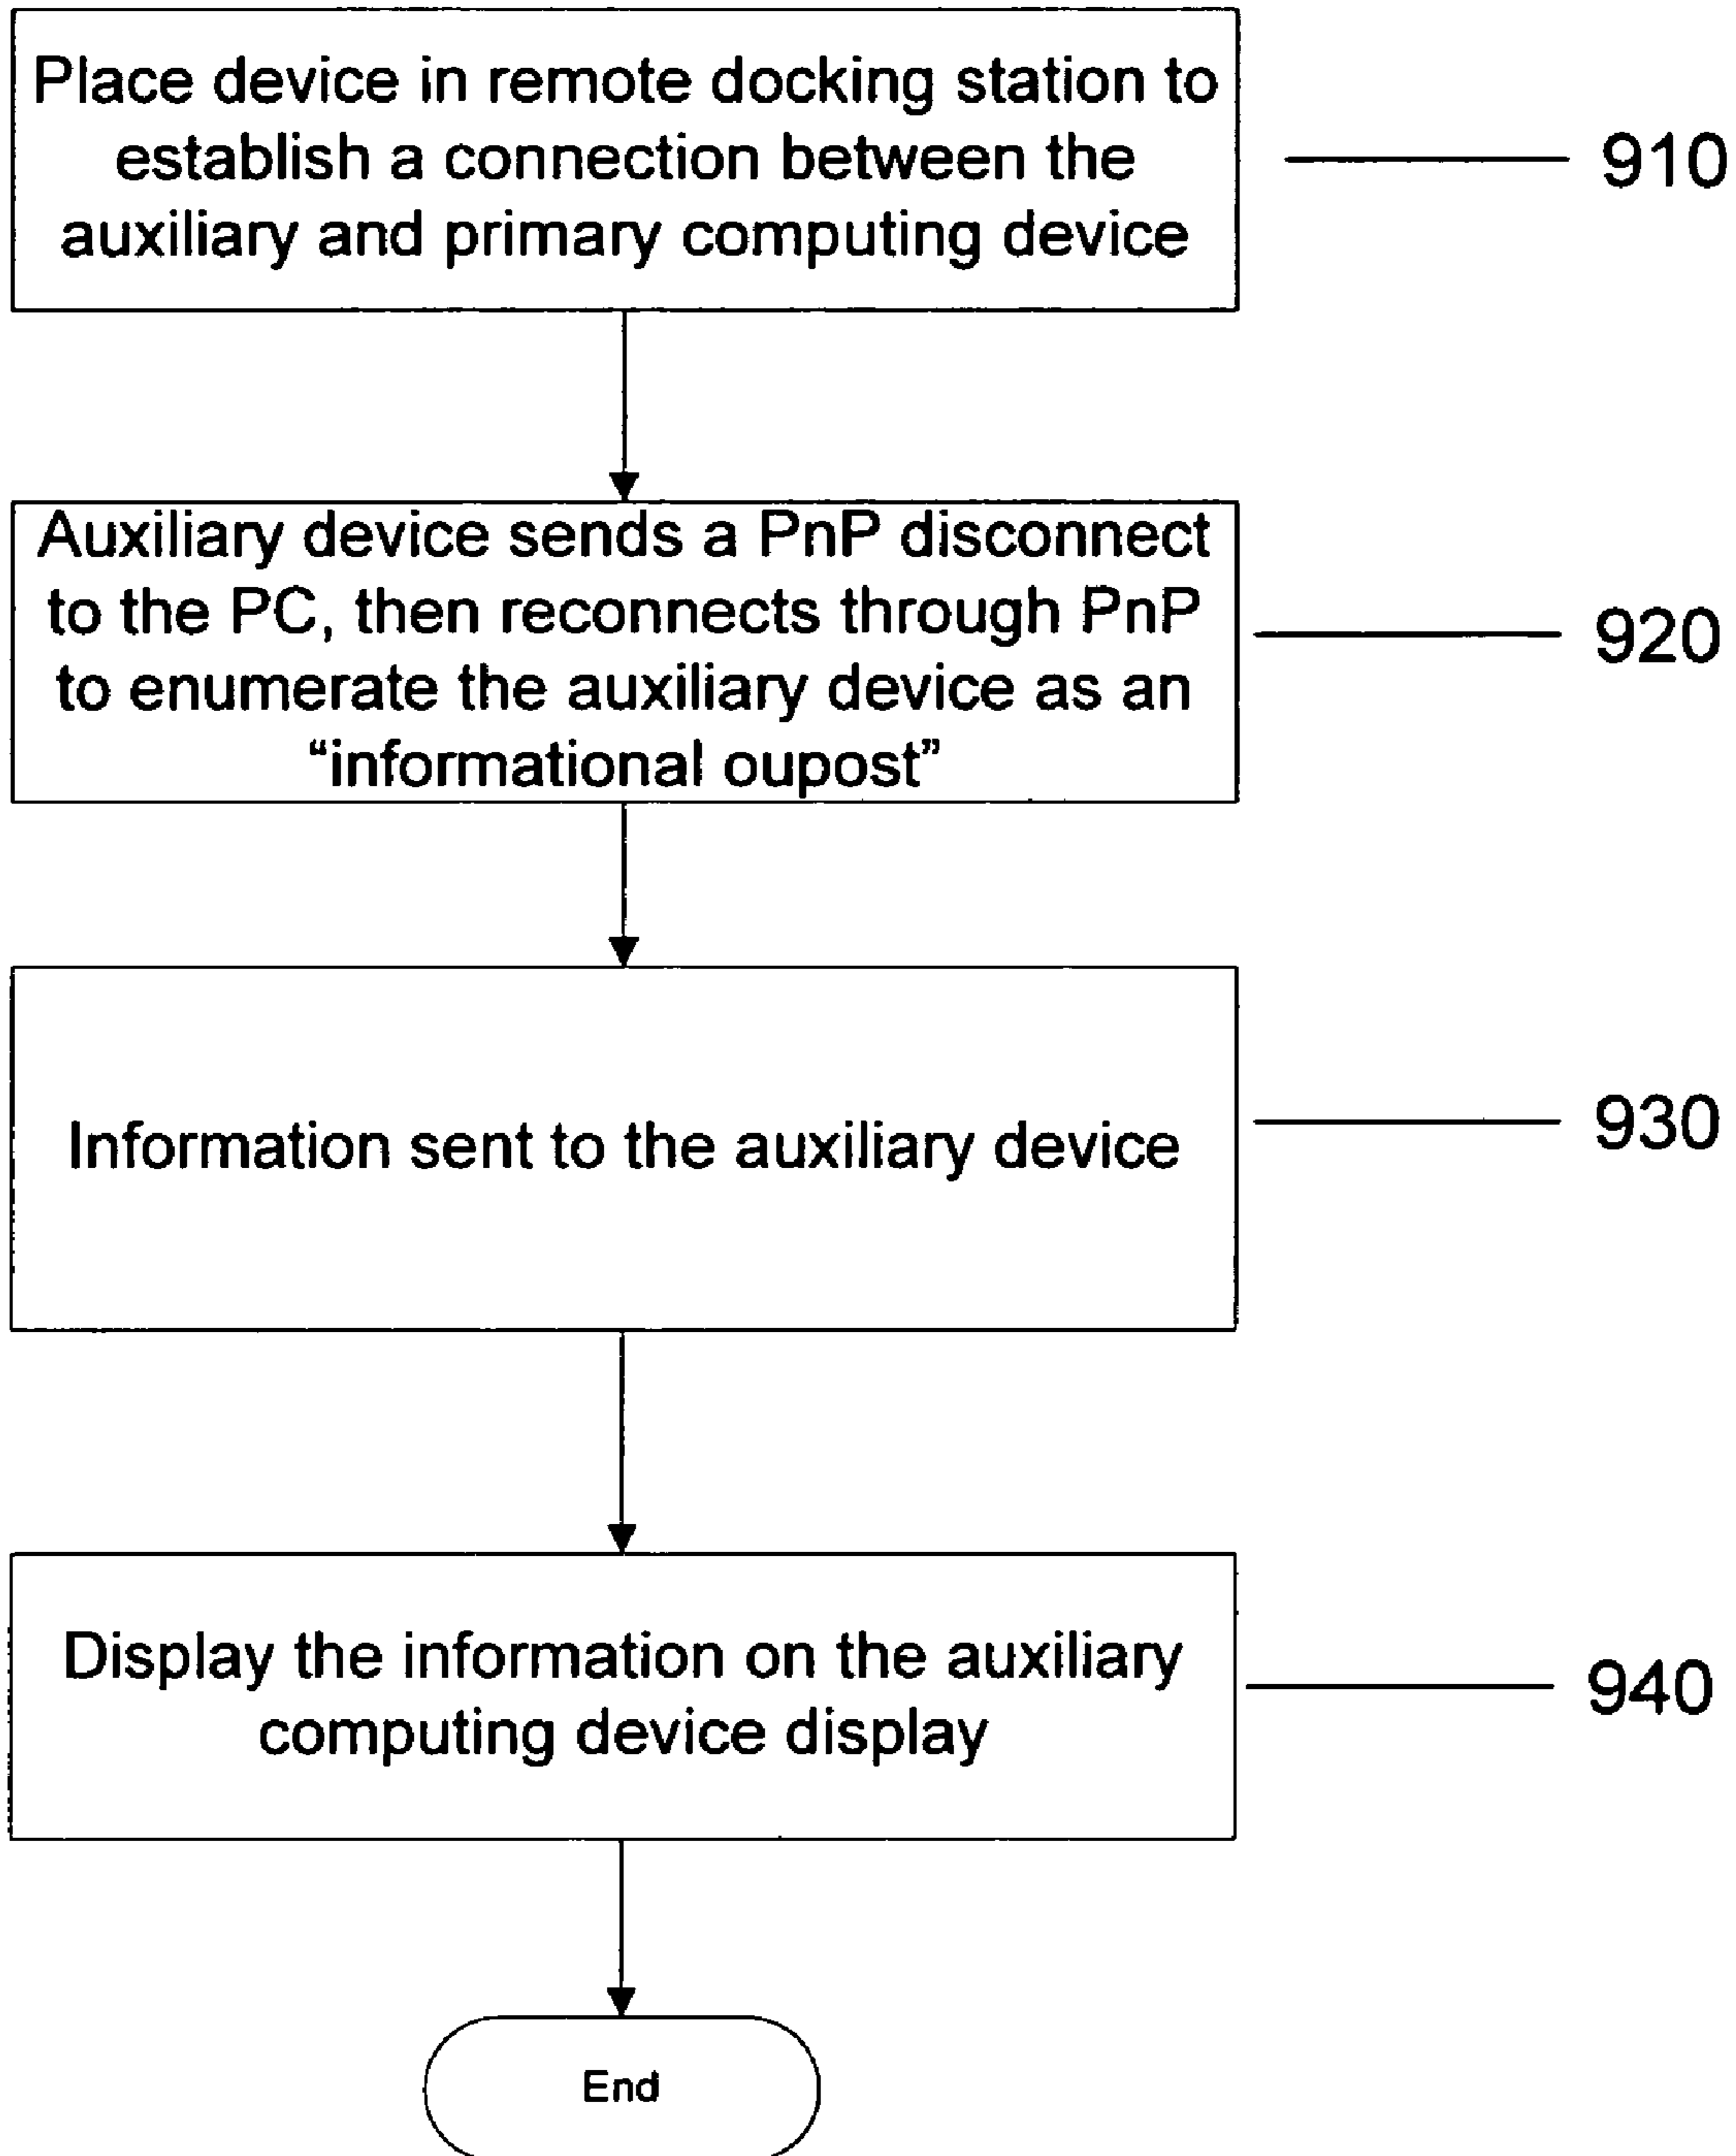 Place device in remote docking station to
establish a connection between the
auxiliary and primary computing device
910
Auxiliary device sends a PnP disconnect
to the PC, then reconnects through PnP
to enumerate the auxiliary device as an
“informational oupost”
920
Information sent to the auxiliary device
930
Display the information on the auxiliary
computing device display
940
End